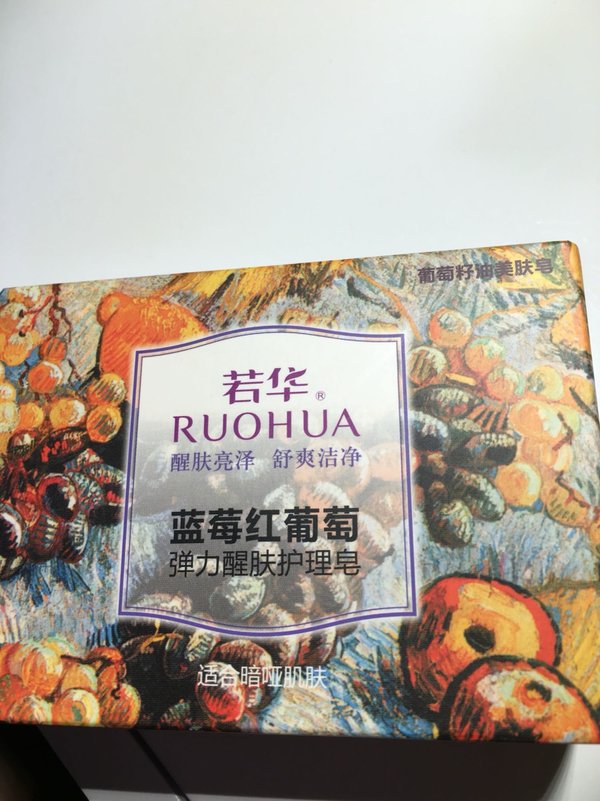 葡萄籽油美肤皂
若华®
RUOHUA
醒肤亮泽 舒爽洁净
蓝莓红葡萄
弹力醒肤护理皂
适合暗哑肌肤